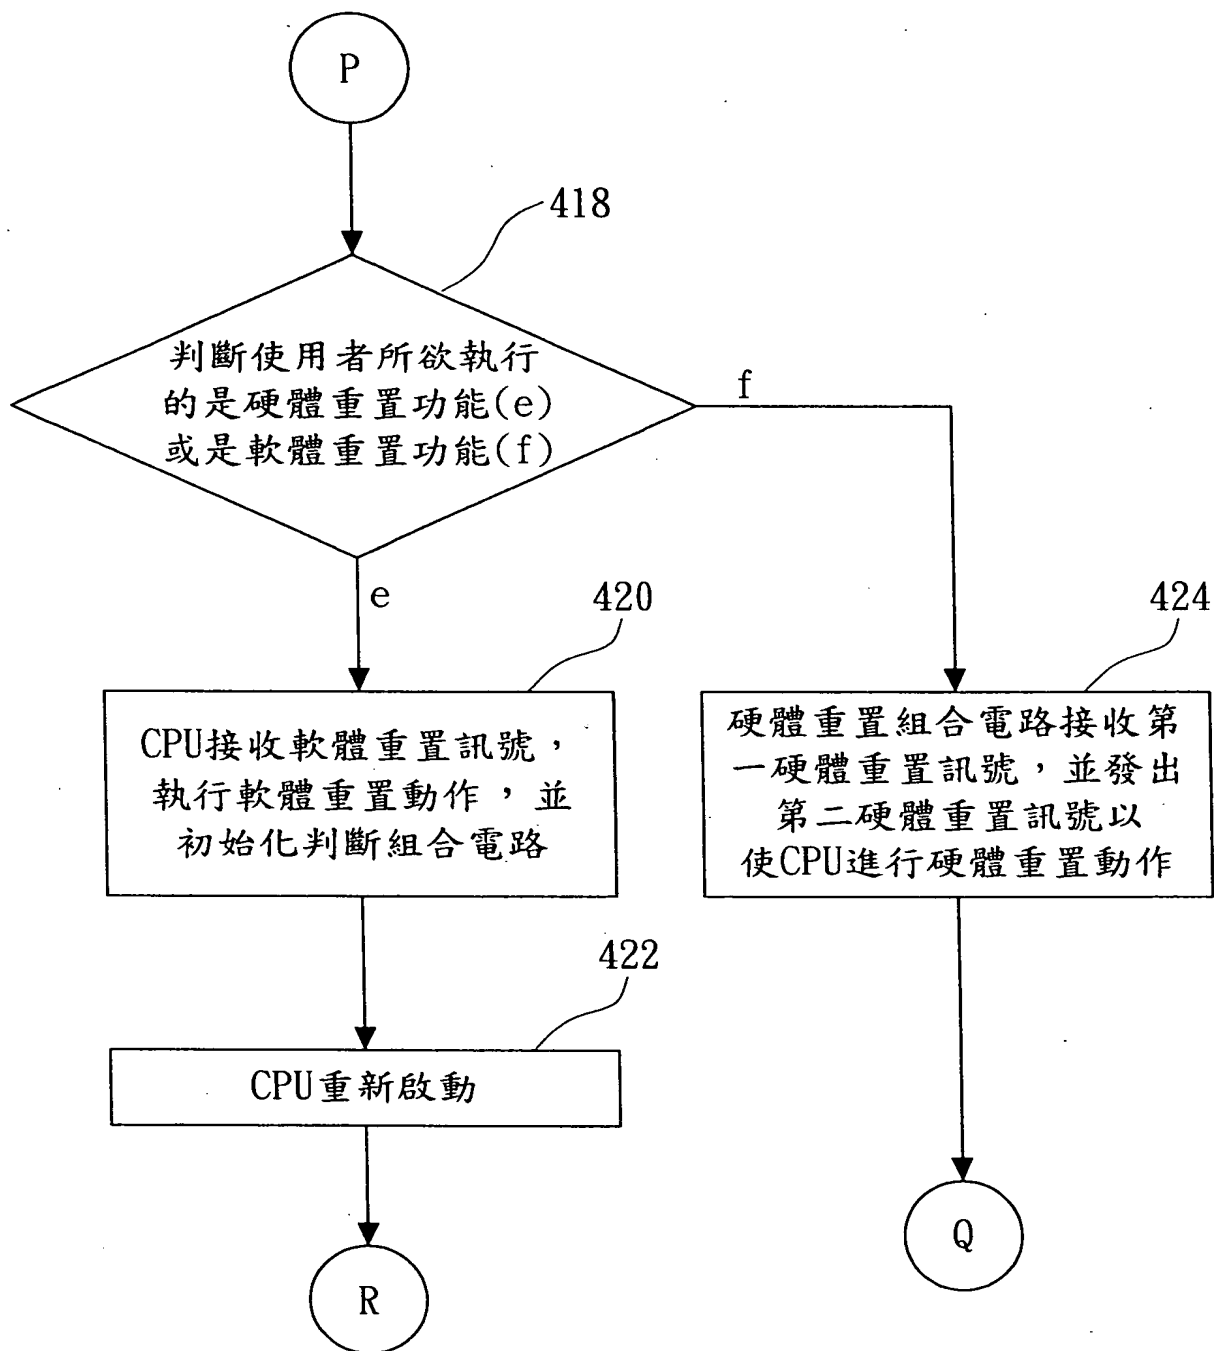 P
418
判斷使用者所欲執行
的是硬體重置功能(e)
或是軟體重置功能(f)
f
e
420
CPU接收軟體重置訊號，
執行軟體重置動作，並
初始化判斷組合電路
424
硬體重置組合電路接收第
一硬體重置訊號，並發出
第二硬體重置訊號以
使CPU進行硬體重置動作
422
CPU重新啟動
Q
R